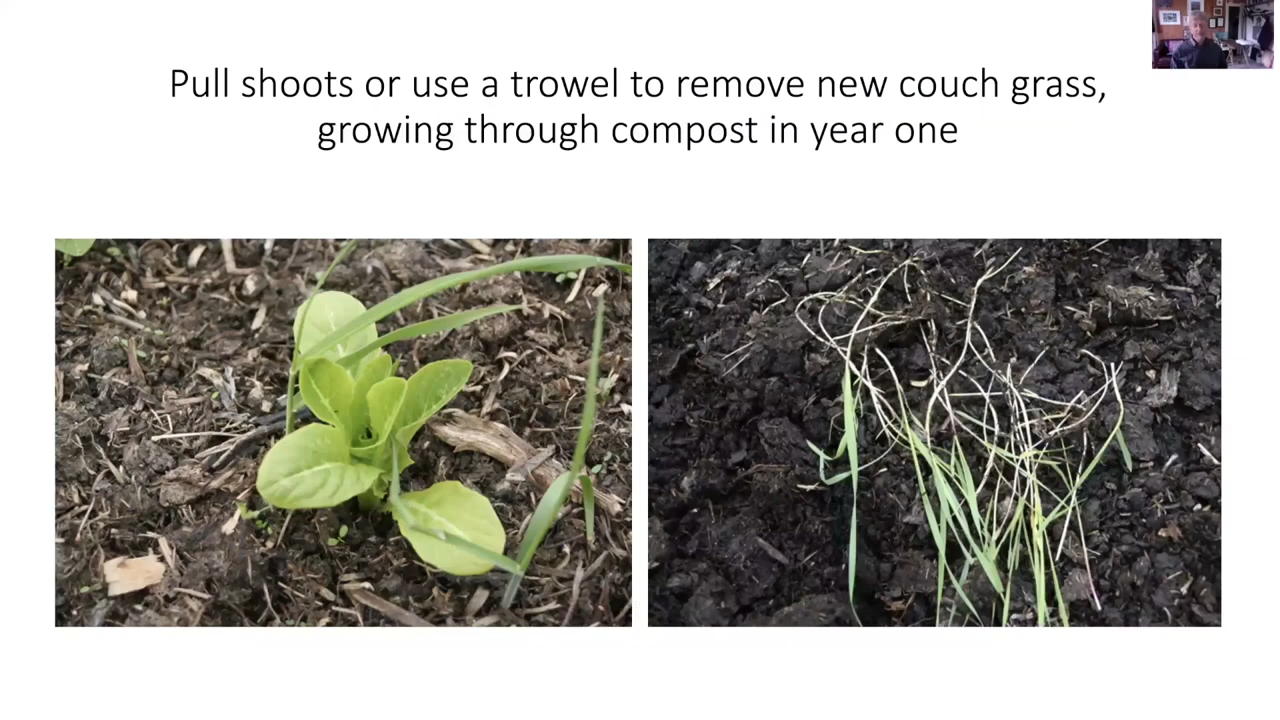 Pull shoots or use a trowel to remove new couch grass,
growing through compost in year one